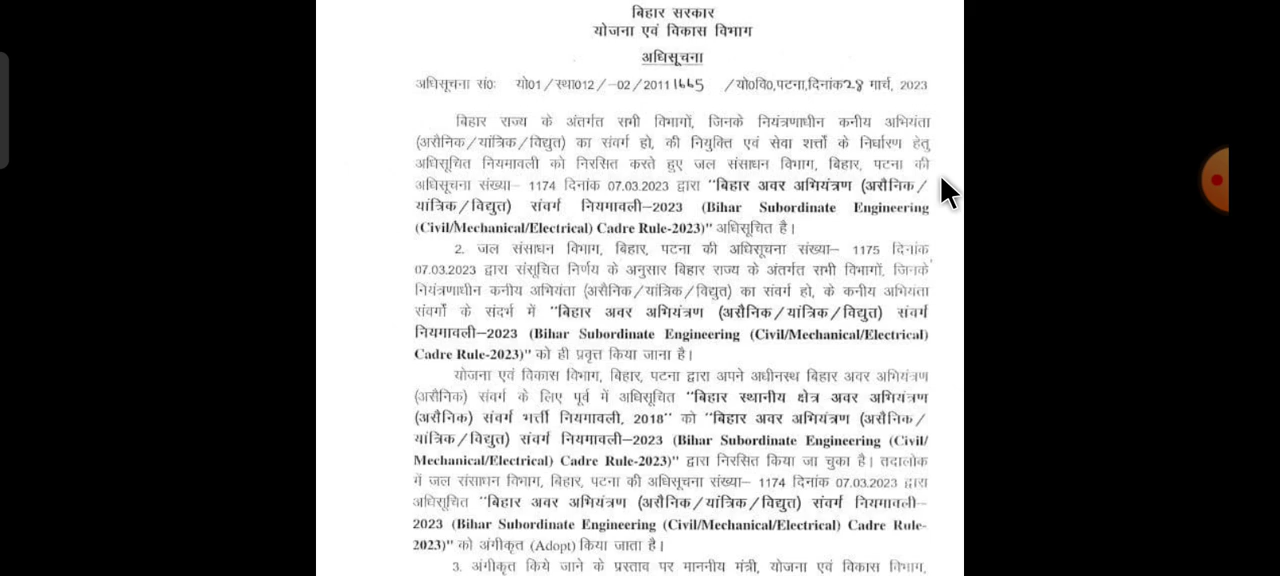 बिहार सरकार
योजना एवं विकास विभाग
अधिसूचना
अधिसूचना सं0: यो01/स्था012/-02/2011 1665 /यो0वि0,पटना,दिनांक 28 मार्च, 2023
बिहार राज्य के अंतर्गत सभी विभागों, जिनके नियंत्रणाधीन कनीय अभियंता
(असैनिक/यांत्रिक/विद्युत) का संवर्ग हो, की नियुक्ति एवं सेवा शर्त्तों के निर्धारण हेतु
अधिसूचित नियमावली को निरसित करते हुए जल संसाधन विभाग, बिहार, पटना की
अधिसूचना संख्या– 1174 दिनांक 07.03.2023 द्वारा "बिहार अवर अभियंत्रण (असैनिक/
यांत्रिक/विद्युत) संवर्ग नियमावली–2023 (Bihar Subordinate Engineering
(Civil/Mechanical/Electrical) Cadre Rule-2023)" अधिसूचित है।
2. जल संसाधन विभाग, बिहार, पटना की अधिसूचना संख्या– 1175 दिनांक
07.03.2023 द्वारा संसूचित निर्णय के अनुसार बिहार राज्य के अंतर्गत सभी विभागों, जिनके
नियंत्रणाधीन कनीय अभियंता (असैनिक/यांत्रिक/विद्युत) का संवर्ग हो, के कनीय अभियंता
संवर्गों के संदर्भ में "बिहार अवर अभियंत्रण (असैनिक/यांत्रिक/विद्युत) संवर्ग
नियमावली–2023 (Bihar Subordinate Engineering (Civil/Mechanical/Electrical)
Cadre Rule-2023)" को ही प्रवृत्त किया जाना है।
योजना एवं विकास विभाग, बिहार, पटना द्वारा अपने अधीनस्थ बिहार अवर अभियंत्रण
(असैनिक) संवर्ग के लिए पूर्व में अधिसूचित "बिहार स्थानीय क्षेत्र अवर अभियंत्रण
(असैनिक) संवर्ग भर्त्ती नियमावली, 2018" को "बिहार अवर अभियंत्रण (असैनिक/
यांत्रिक/विद्युत) संवर्ग नियमावली–2023 (Bihar Subordinate Engineering (Civil/
Mechanical/Electrical) Cadre Rule-2023)" द्वारा निरसित किया जा चुका है। तदालोक
में जल संसाधन विभाग, बिहार, पटना की अधिसूचना संख्या– 1174 दिनांक 07.03.2023 द्वारा
अधिसूचित "बिहार अवर अभियंत्रण (असैनिक/यांत्रिक/विद्युत) संवर्ग नियमावली–
2023 (Bihar Subordinate Engineering (Civil/Mechanical/Electrical) Cadre Rule-
2023)" को अंगीकृत (Adopt) किया जाता है।
3. अंगीकृत किये जाने के प्रस्ताव पर माननीय मंत्री, योजना एवं विकास विभाग,